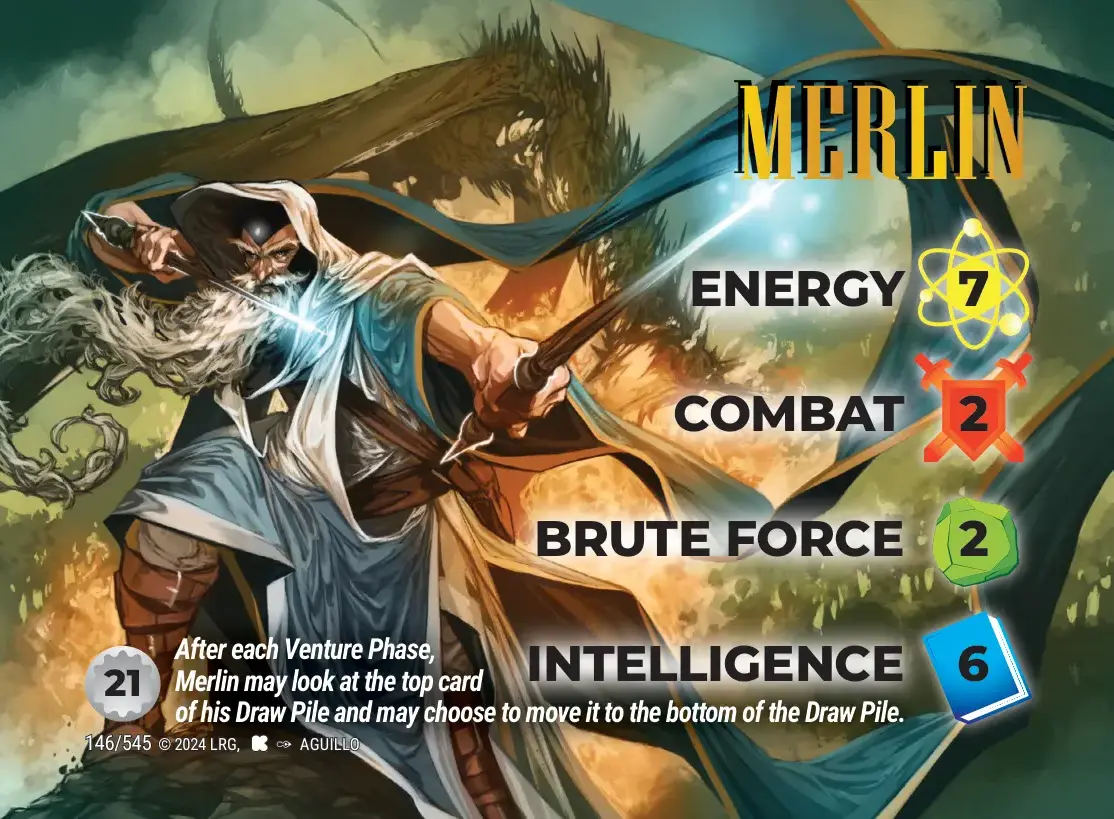 MERLIN
ENERGY 7
COMBAT 2
BRUTE FORCE 2
INTELLIGENCE 6
21
After each Venture Phase,
Merlin may look at the top card
of his Draw Pile and may choose to move it to the bottom of the Draw Pile.
146/545 © 2024 LRG, AGUILLO